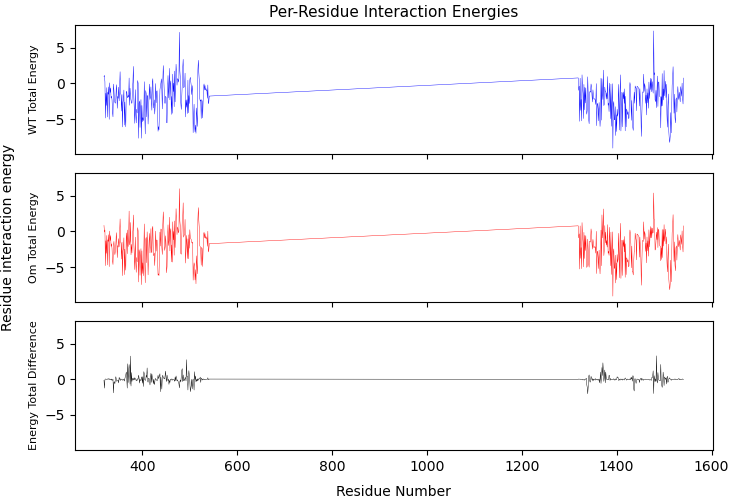 Per-Residue Interaction Energies
Residue interaction energy
WT Total Energy
5
0
−5
Om Total Energy
5
0
−5
Energy Total Difference
5
0
−5
400 600 800 1000 1200 1400 1600
Residue Number